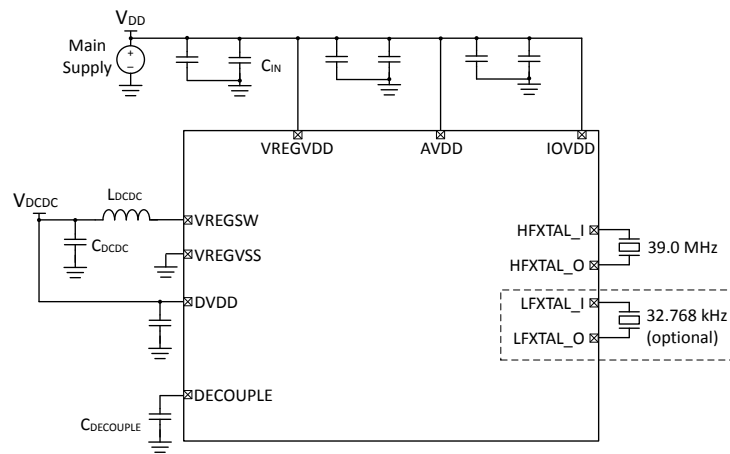 VDD
Main
Supply
+
–
CIN
VREGVDD
AVDD
IOVDD
VDCDC
LDCDC
VREGSW
CDCDC
VREGVSS
DVDD
DECOUPLE
CDECOUPLE
HFXTAL_I
39.0 MHz
HFXTAL_O
LFXTAL_I
32.768 kHz
(optional)
LFXTAL_O